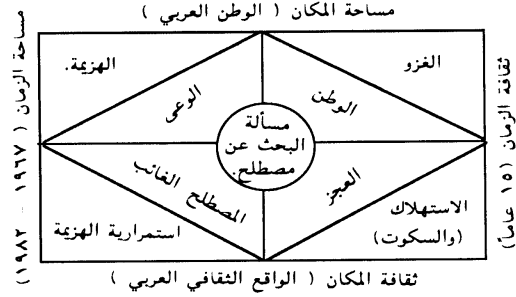 مساحة المكان ( الوطن العربي )
ثقافة الزمان ( ١٥ عاماً )
مساحة الزمان ( ١٩٦٧ - ١٩٨٢ )
الغزو
الهزيمة.
الوطن
الوعى
مسألة
البحث عن
مصطلح.
العجز
المصطلح الغائب
الاستهلاك
(والسكوت)
استمرارية الهزيمة
ثقافة المكان ( الواقع الثقافي العربي )